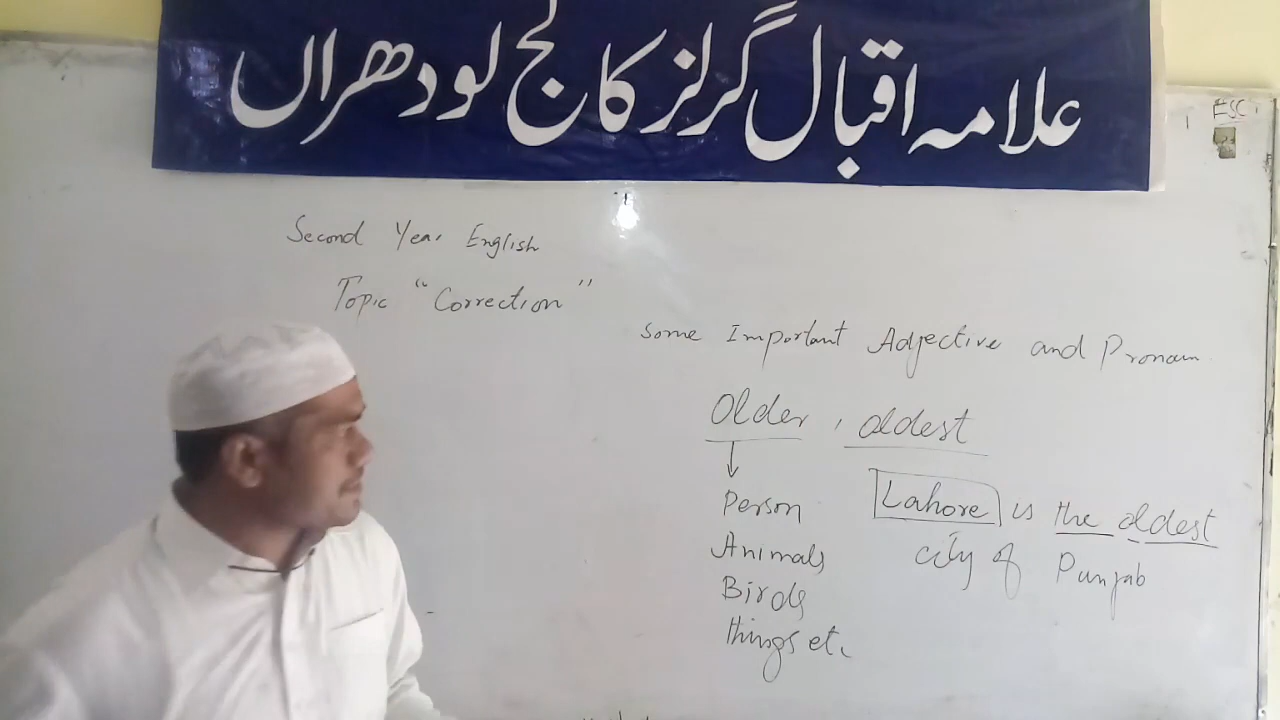 علامہ اقبال گرلز کالج لودھراں
ESC
Second Year English
Topic "Correction"
Some Important Adjective and Pronoun
Older, oldest
Person
Animals
Birds
things etc
Lahore is the oldest
city of Punjab